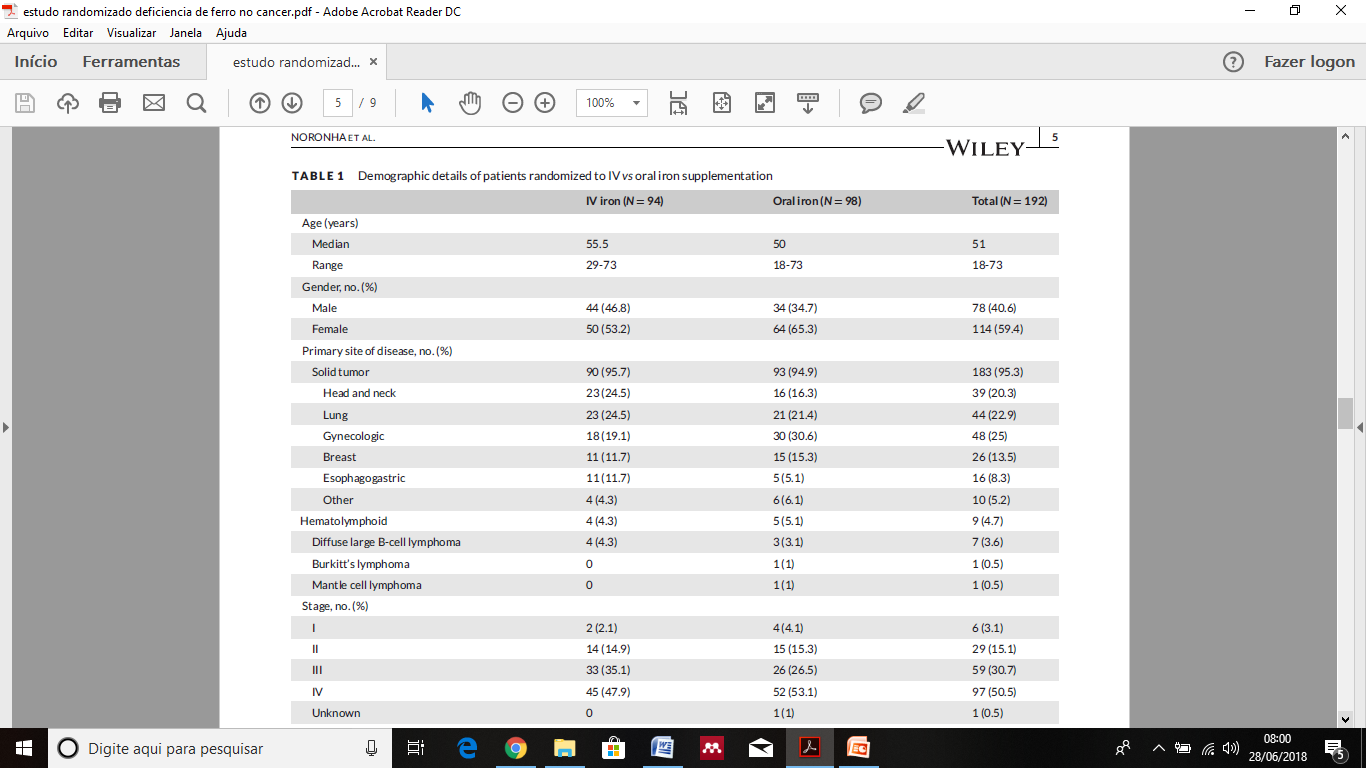 estudo randomizado deficiencia de ferro no cancer.pdf - Adobe Acrobat Reader DC
Arquivo Editar Visualizar Janela Ajuda
Início Ferramentas estudo randomizad... × Fazer logon
5 / 9 100%
NORONHA ET AL. WILEY 5
TABLE 1 Demographic details of patients randomized to IV vs oral iron supplementation
IV iron (N = 94) Oral iron (N = 98) Total (N = 192)
Age (years)
Median 55.5 50 51
Range 29-73 18-73 18-73
Gender, no. (%)
Male 44 (46.8) 34 (34.7) 78 (40.6)
Female 50 (53.2) 64 (65.3) 114 (59.4)
Primary site of disease, no. (%)
Solid tumor 90 (95.7) 93 (94.9) 183 (95.3)
Head and neck 23 (24.5) 16 (16.3) 39 (20.3)
Lung 23 (24.5) 21 (21.4) 44 (22.9)
Gynecologic 18 (19.1) 30 (30.6) 48 (25)
Breast 11 (11.7) 15 (15.3) 26 (13.5)
Esophagogastric 11 (11.7) 5 (5.1) 16 (8.3)
Other 4 (4.3) 6 (6.1) 10 (5.2)
Hematolymphoid 4 (4.3) 5 (5.1) 9 (4.7)
Diffuse large B-cell lymphoma 4 (4.3) 3 (3.1) 7 (3.6)
Burkitt's lymphoma 0 1 (1) 1 (0.5)
Mantle cell lymphoma 0 1 (1) 1 (0.5)
Stage, no. (%)
I 2 (2.1) 4 (4.1) 6 (3.1)
II 14 (14.9) 15 (15.3) 29 (15.1)
III 33 (35.1) 26 (26.5) 59 (30.7)
IV 45 (47.9) 52 (53.1) 97 (50.5)
Unknown 0 1 (1) 1 (0.5)
Digite aqui para pesquisar 08:00
28/06/2018 5